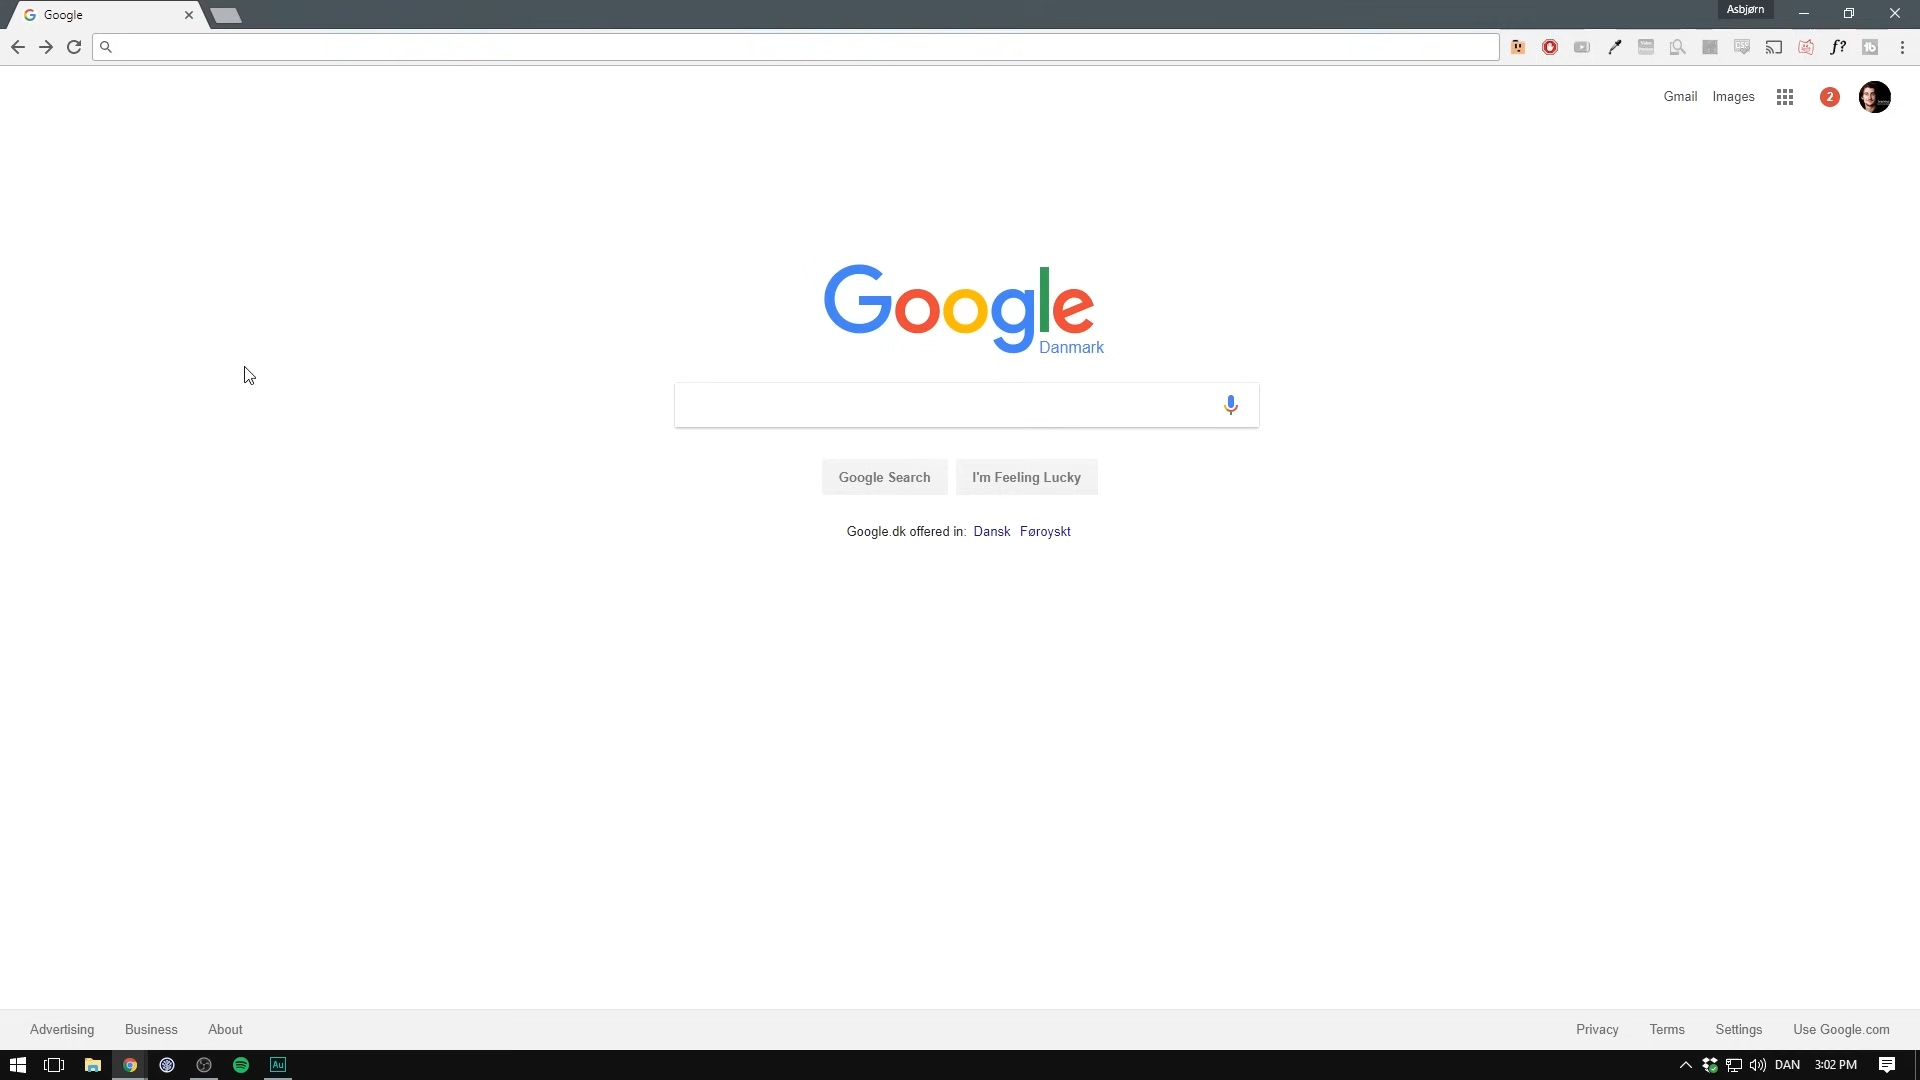 Google
Asbjørn
Gmail Images 2
Google
Danmark
Google Search I'm Feeling Lucky
Google.dk offered in: Dansk Føroyskt
Advertising Business About Privacy Terms Settings Use Google.com
Au DAN 3:02 PM